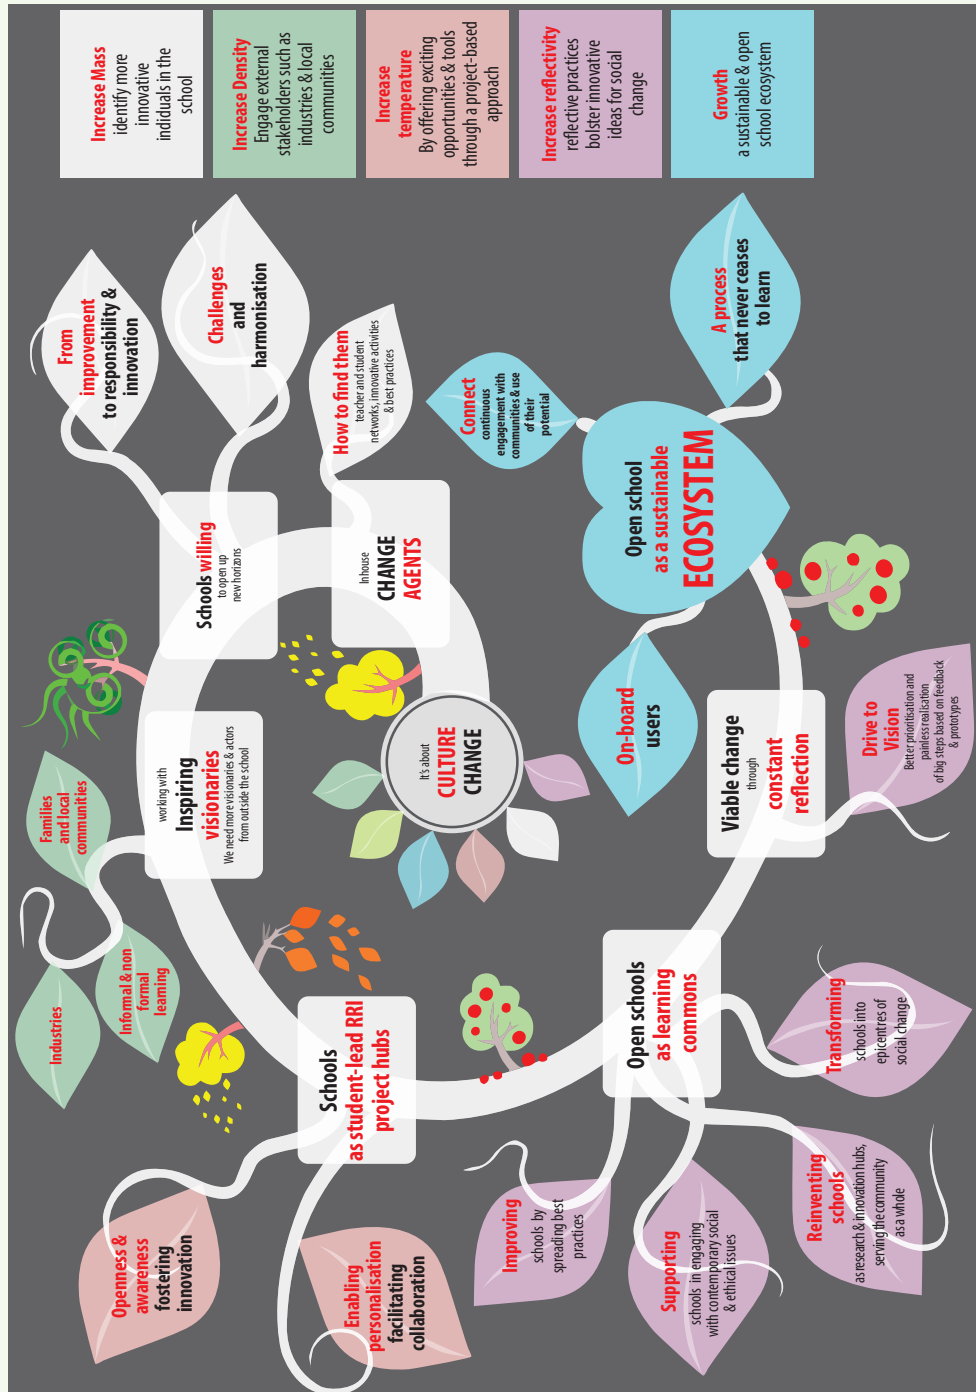 Increase Mass
identify more
innovative
indiduals in the
school
Increase Density
Engage external
stakeholders such as
industries & local
communities
Increase
temperature
By offering exciting
opportunities & tools
through a project-based
approach
Increase reflectivity
reflective practices
bolster innovative
ideas for social
change
Growth
a sustainable & open
school ecosystem
From
improvement
to responsibility &
innovation
Challenges
and
harmonisation
How to find them
teacher and student
networks, innovative activities
& best practices
Connect
continuous
engagement with
communities & use
of their
potential
A process
that never ceases
to learn
Schools willing
to open up
new horizons
Inhouse
CHANGE
AGENTS
Open school
as a sustainable
ECOSYSTEM
Families
and local
communities
working with
Inspiring
visionaries
We need more visionaries & actors
from outside the school
It's about
CULTURE
CHANGE
On-board
users
Viable change
through
constant
reflection
Drive to
Vision
Better prioritisation and
painless realisation
of big steps based on feedback
& prototypes
Industries
Informal & non
formal
learning
Schools
as student-lead RRI
project hubs
Open schools
as learning
commons
Transforming
schools into
epicentres of
social change
Openness &
awareness
fostering
innovation
Enabling
personalisation
facilitating
collaboration
Improving
schools by
spreading best
practices
Supporting
schools in engaging
with contemporary social
& ethical issues
Reinventing
schools
as research & innovation hubs,
serving the community
as a whole